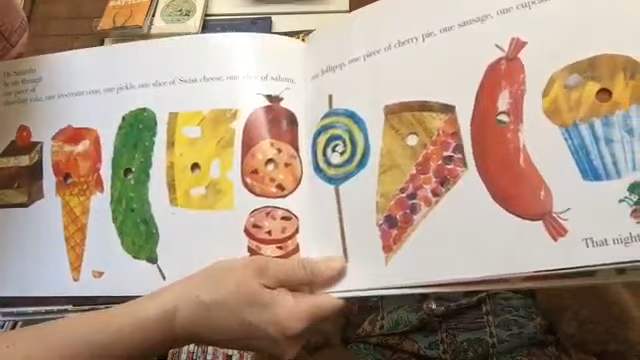 On Saturday
he ate through
one piece of
chocolate cake, one ice-cream cone, one pickle, one slice of Swiss cheese, one slice of salami,
one lollipop, one piece of cherry pie, one sausage, one cupcake
That night